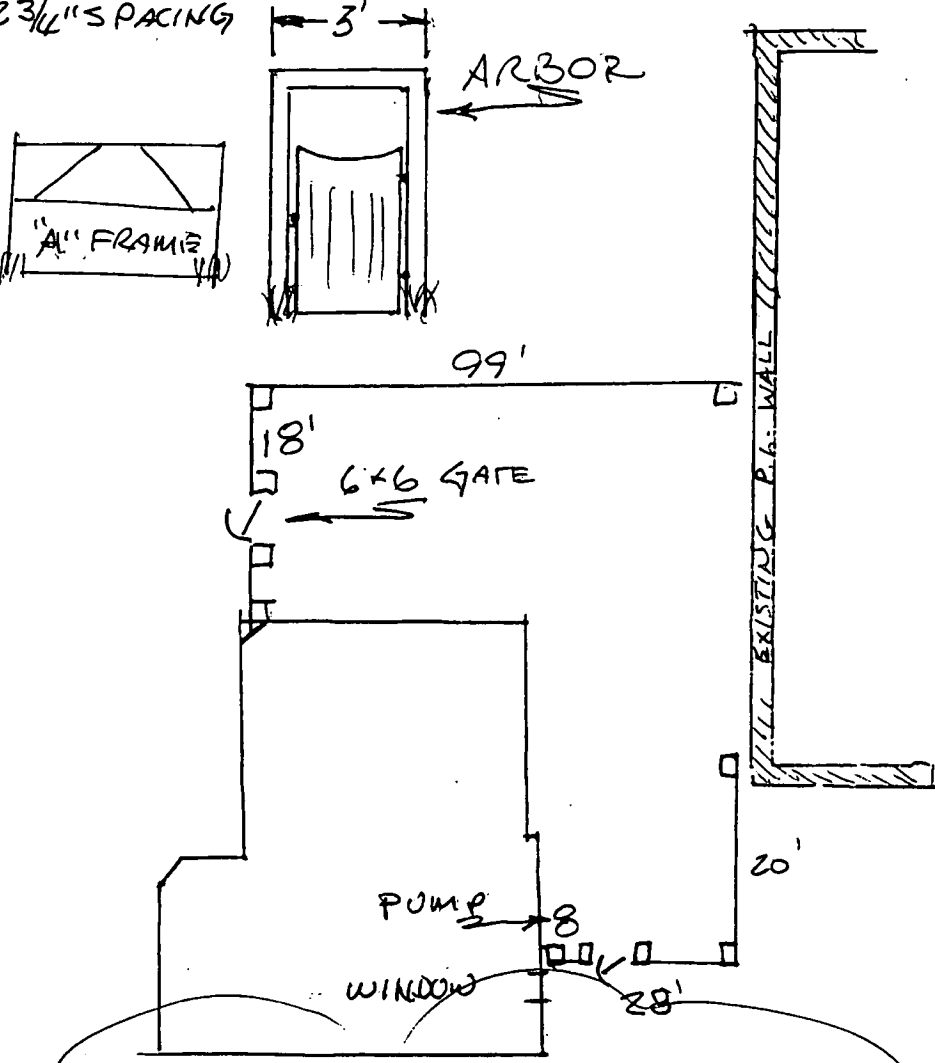 2 3/4" SPACING
3'
ARBOR
"A" FRAME
99'
18'
6x6 GATE
EXISTING P.h. WALL
20'
PUMP
8
WINDOW
28'